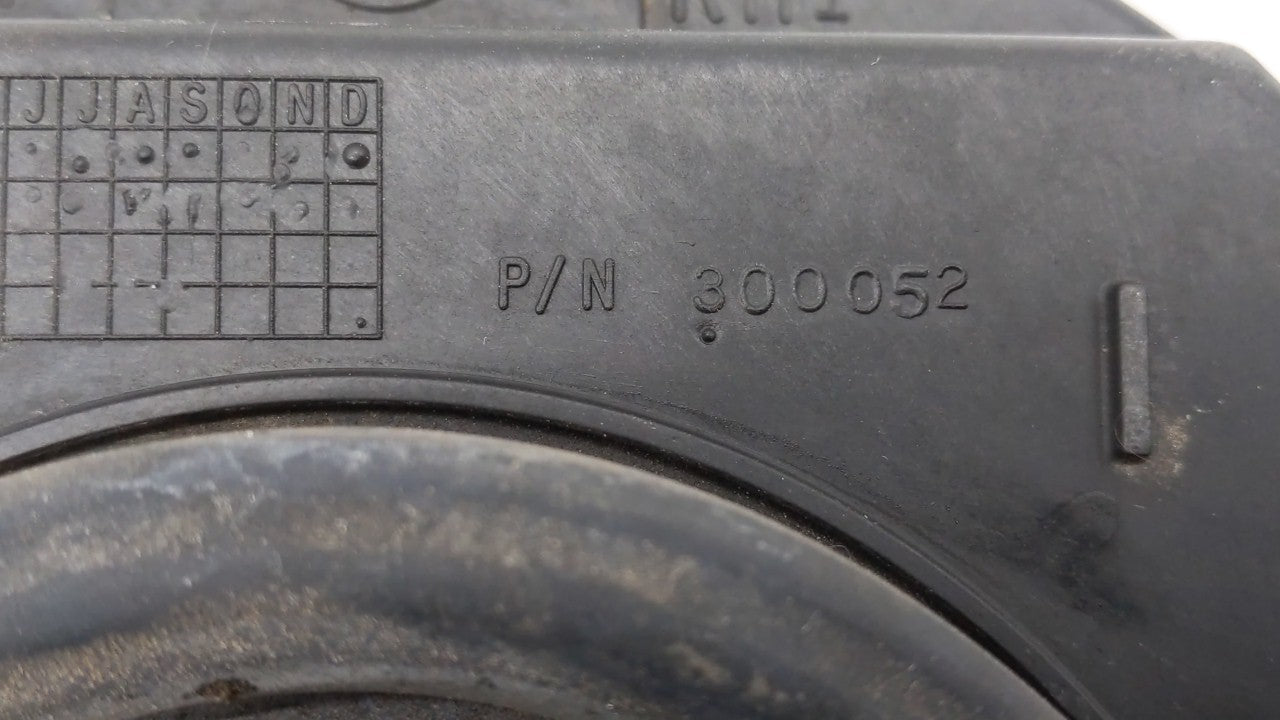 J J A S O N D
P/N 300052